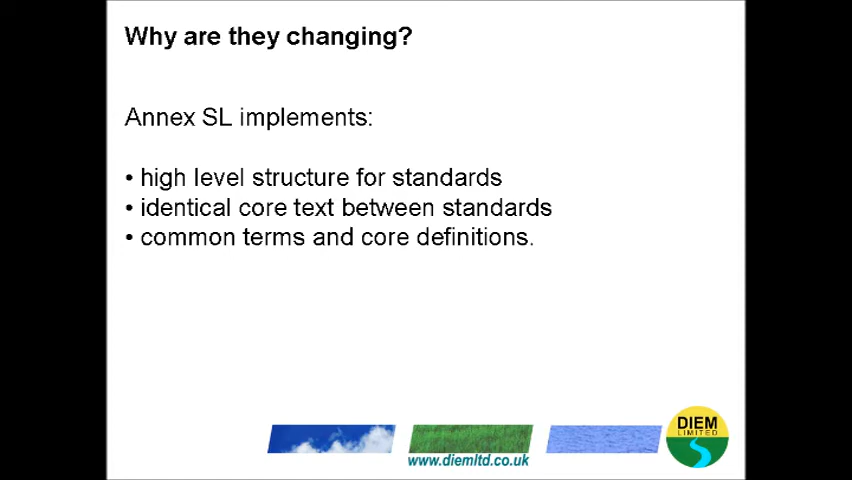 Why are they changing?
Annex SL implements:
• high level structure for standards
• identical core text between standards
• common terms and core definitions.
DIEM
LIMITED
www.diemltd.co.uk